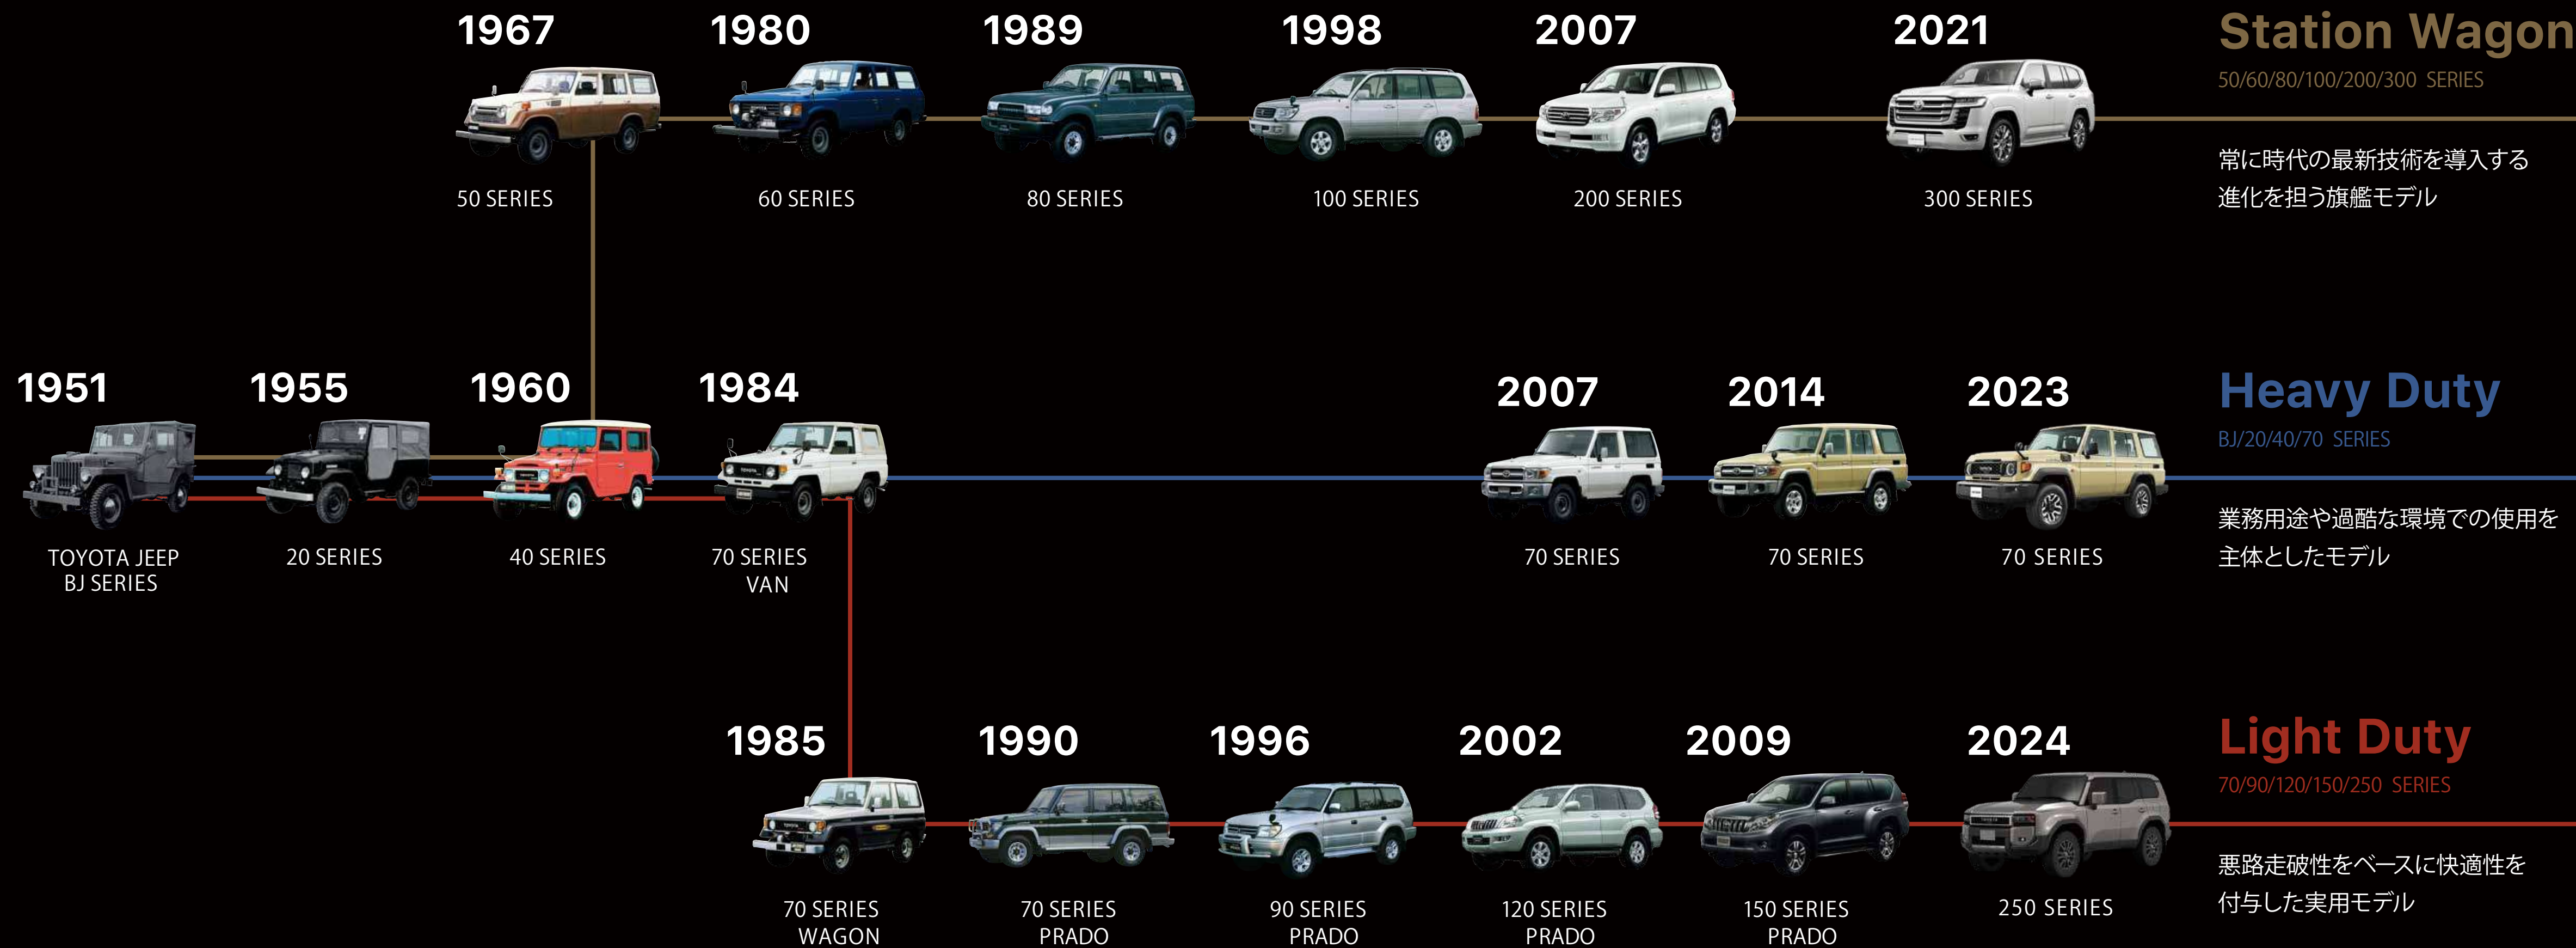 1967
1980
1989
1998
2007
2021
Station Wagon
50/60/80/100/200/300 SERIES
常に時代の最新技術を導入する
進化を担う旗艦モデル
50 SERIES
60 SERIES
80 SERIES
100 SERIES
200 SERIES
300 SERIES
1951
1955
1960
1984
2007
2014
2023
Heavy Duty
BJ/20/40/70 SERIES
業務用途や過酷な環境での使用を
主体としたモデル
TOYOTA JEEP
BJ SERIES
20 SERIES
40 SERIES
70 SERIES
VAN
70 SERIES
70 SERIES
70 SERIES
1985
1990
1996
2002
2009
2024
Light Duty
70/90/120/150/250 SERIES
悪路走破性をベースに快適性を
付与した実用モデル
70 SERIES
WAGON
70 SERIES
PRADO
90 SERIES
PRADO
120 SERIES
PRADO
150 SERIES
PRADO
250 SERIES